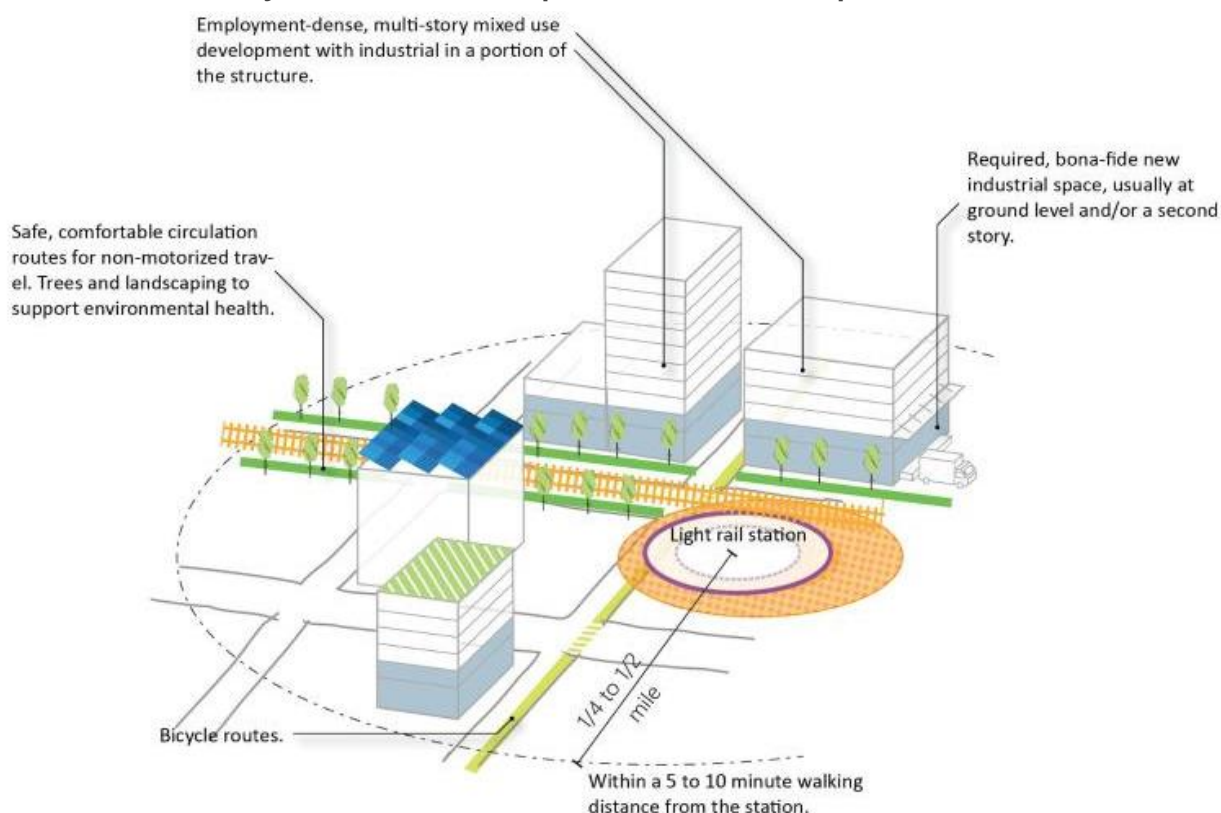 Employment-dense, multi-story mixed use
development with industrial in a portion of
the structure.
Required, bona-fide new
industrial space, usually at
ground level and/or a second
story.
Safe, comfortable circulation
routes for non-motorized trav-
el. Trees and landscaping to
support environmental health.
Light rail station
1/4 to 1/2
mile
Bicycle routes.
Within a 5 to 10 minute walking
distance from the station.